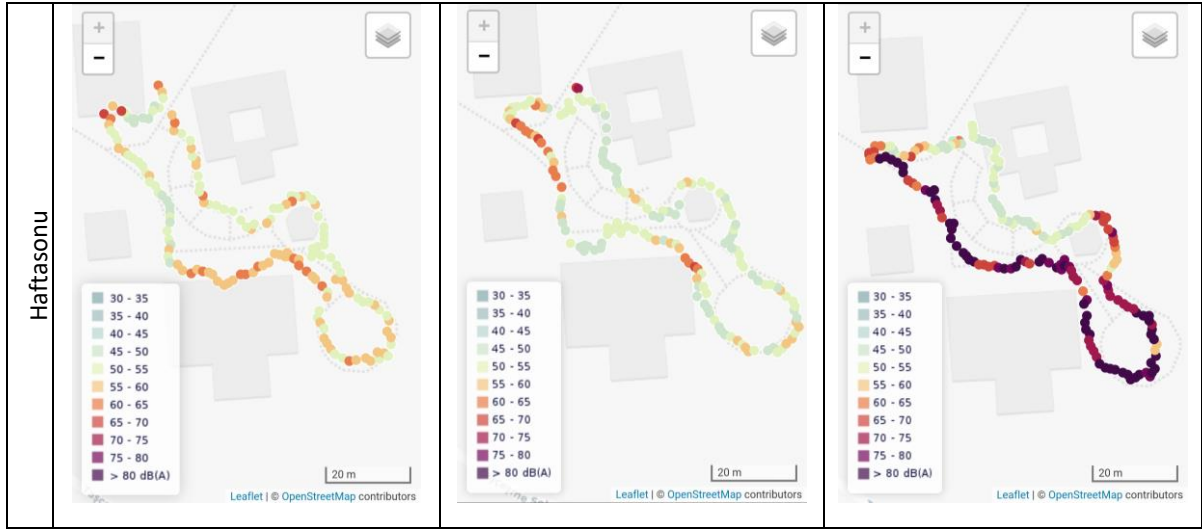 Haftasonu
+
−
30 - 35
35 - 40
40 - 45
45 - 50
50 - 55
55 - 60
60 - 65
65 - 70
70 - 75
75 - 80
> 80 dB(A)
20 m
Leaflet | © OpenStreetMap contributors
+
−
30 - 35
35 - 40
40 - 45
45 - 50
50 - 55
55 - 60
60 - 65
65 - 70
70 - 75
75 - 80
> 80 dB(A)
20 m
Leaflet | © OpenStreetMap contributors
+
−
30 - 35
35 - 40
40 - 45
45 - 50
50 - 55
55 - 60
60 - 65
65 - 70
70 - 75
75 - 80
> 80 dB(A)
20 m
Leaflet | © OpenStreetMap contributors